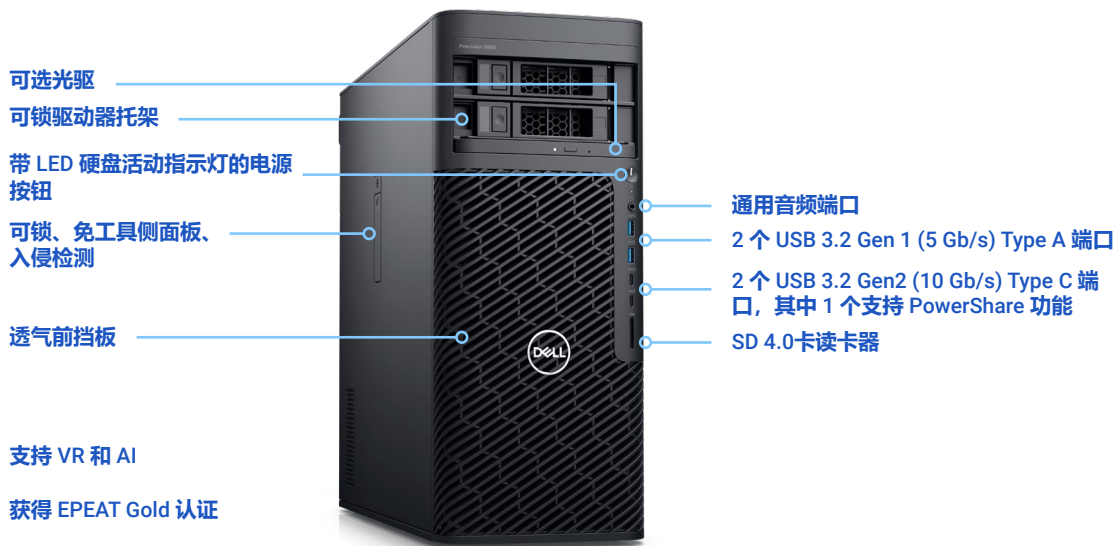 Precision 5860
可选光驱
可锁驱动器托架
带 LED 硬盘活动指示灯的电源
按钮
可锁、免工具侧面板、
入侵检测
透气前挡板
支持 VR 和 AI
获得 EPEAT Gold 认证
DELL
通用音频端口
2 个 USB 3.2 Gen 1 (5 Gb/s) Type A 端口
2 个 USB 3.2 Gen2 (10 Gb/s) Type C 端
口，其中 1 个支持 PowerShare 功能
SD 4.0卡读卡器